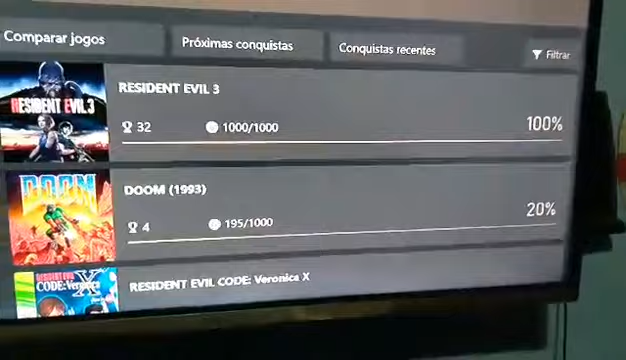 Comparar jogos
Próximas conquistas
Conquistas recentes
Filtrar
RESIDENT EVIL 3
RESIDENT EVIL 3
32
1000/1000
100%
DOOM
DOOM (1993)
4
195/1000
20%
CODE: Veronica X
RESIDENT EVIL CODE: Veronica X